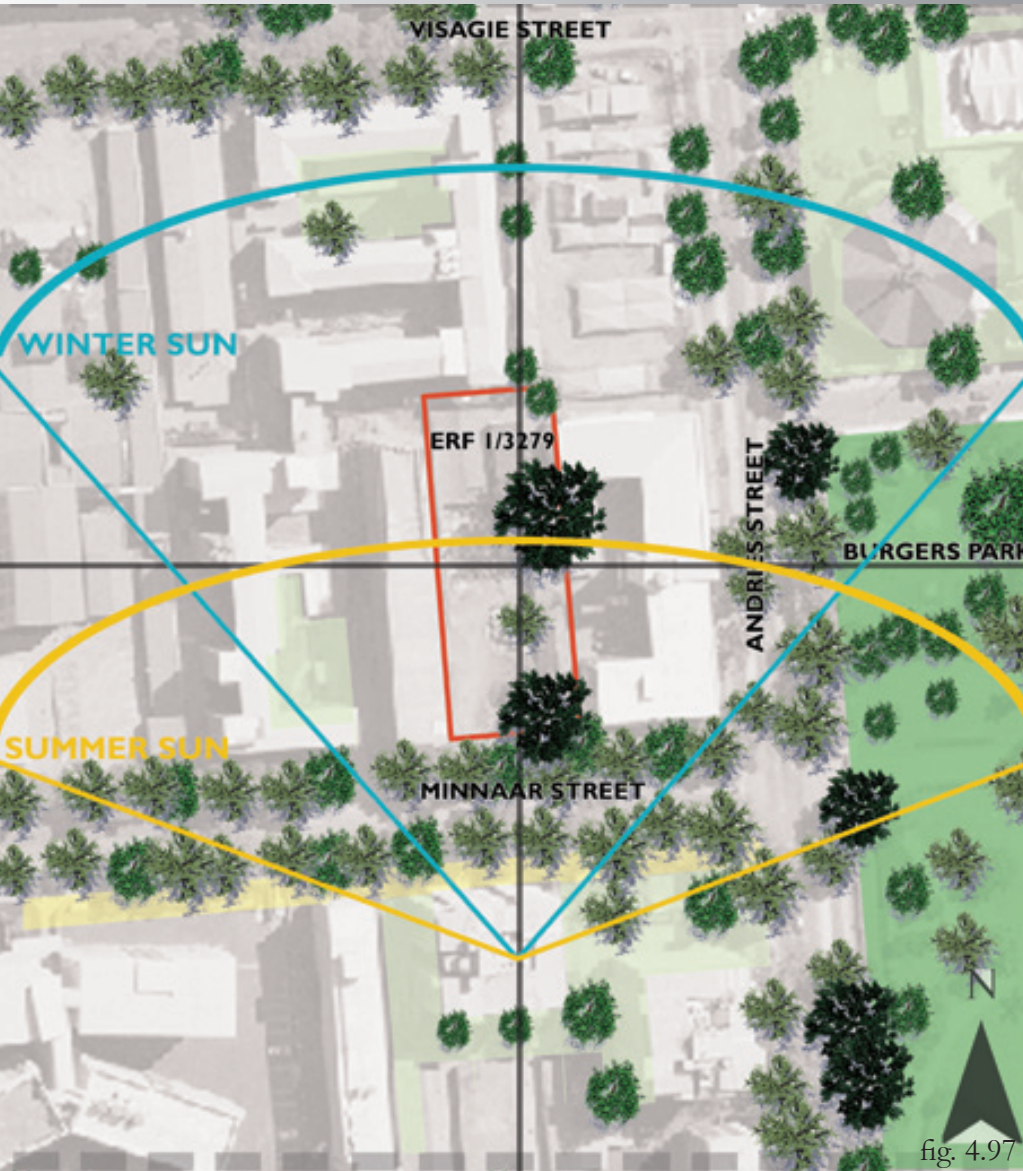 VISAGIE STREET
WINTER SUN
ERF 1/3279
ANDRIES STREET
BURGERS PARK
SUMMER SUN
MINNAAR STREET
N
fig. 4.97